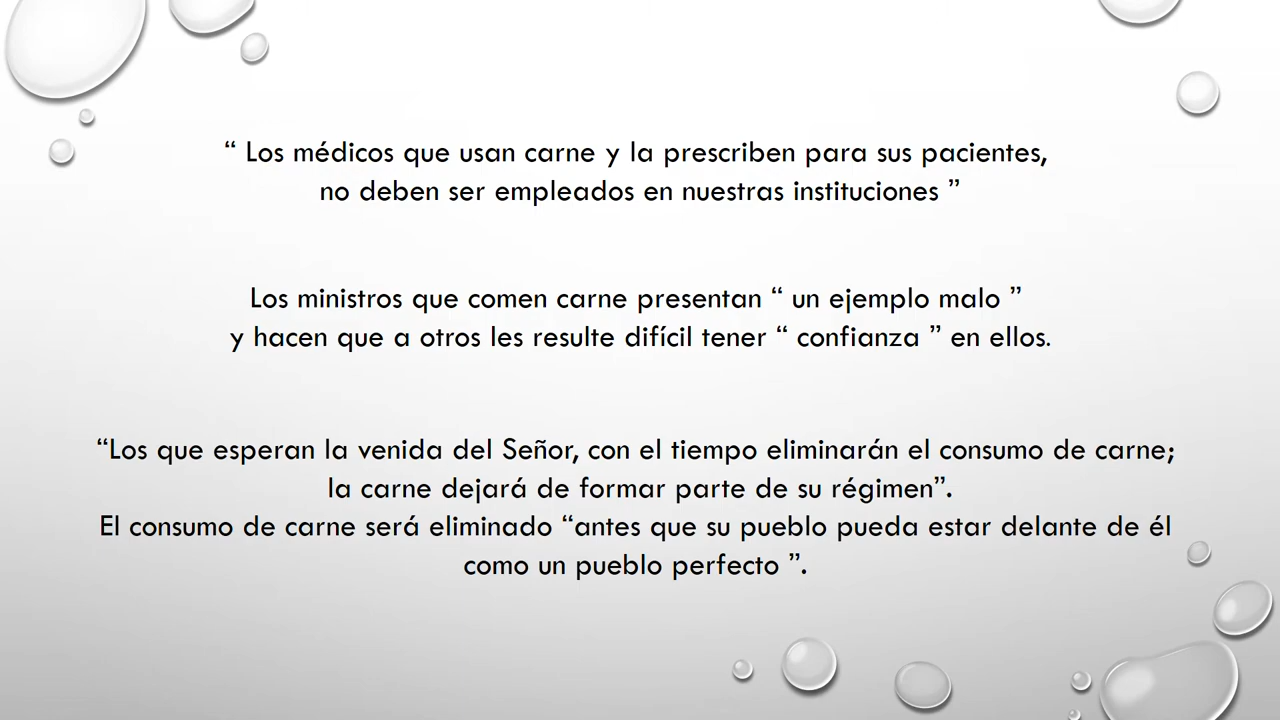 “ Los médicos que usan carne y la prescriben para sus pacientes,
no deben ser empleados en nuestras instituciones ”
Los ministros que comen carne presentan “ un ejemplo malo ”
y hacen que a otros les resulte difícil tener “ confianza ” en ellos.
“Los que esperan la venida del Señor, con el tiempo eliminarán el consumo de carne;
la carne dejará de formar parte de su régimen”.
El consumo de carne será eliminado “antes que su pueblo pueda estar delante de él
como un pueblo perfecto ”.